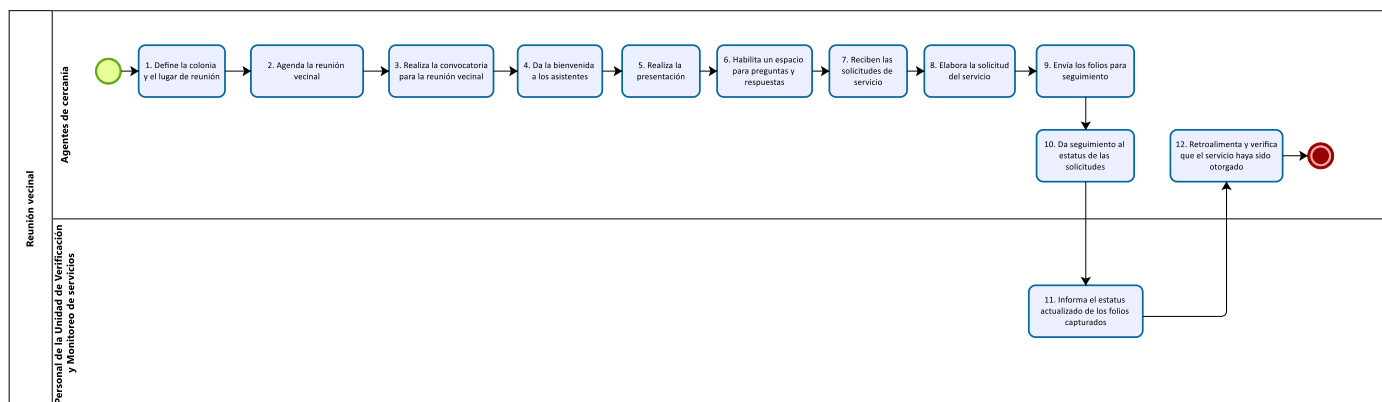 Reunión vecinal
Agentes de cercanía
1. Define la colonia
y el lugar de reunión
2. Agenda la reunión
vecinal
3. Realiza la convocatoria
para la reunión vecinal
4. Da la bienvenida
a los asistentes
5. Realiza la
presentación
6. Habilita un espacio
para preguntas y
respuestas
7. Reciben las
solicitudes de
servicio
8. Elabora la solicitud
del servicio
9. Envía los folios para
seguimiento
10. Da seguimiento al
estatus de las
solicitudes
12. Retroalimenta y verifica
que el servicio haya sido
otorgado
Personal de la Unidad de Verificación
y Monitoreo de servicios
11. Informa el estatus
actualizado de los folios
capturados